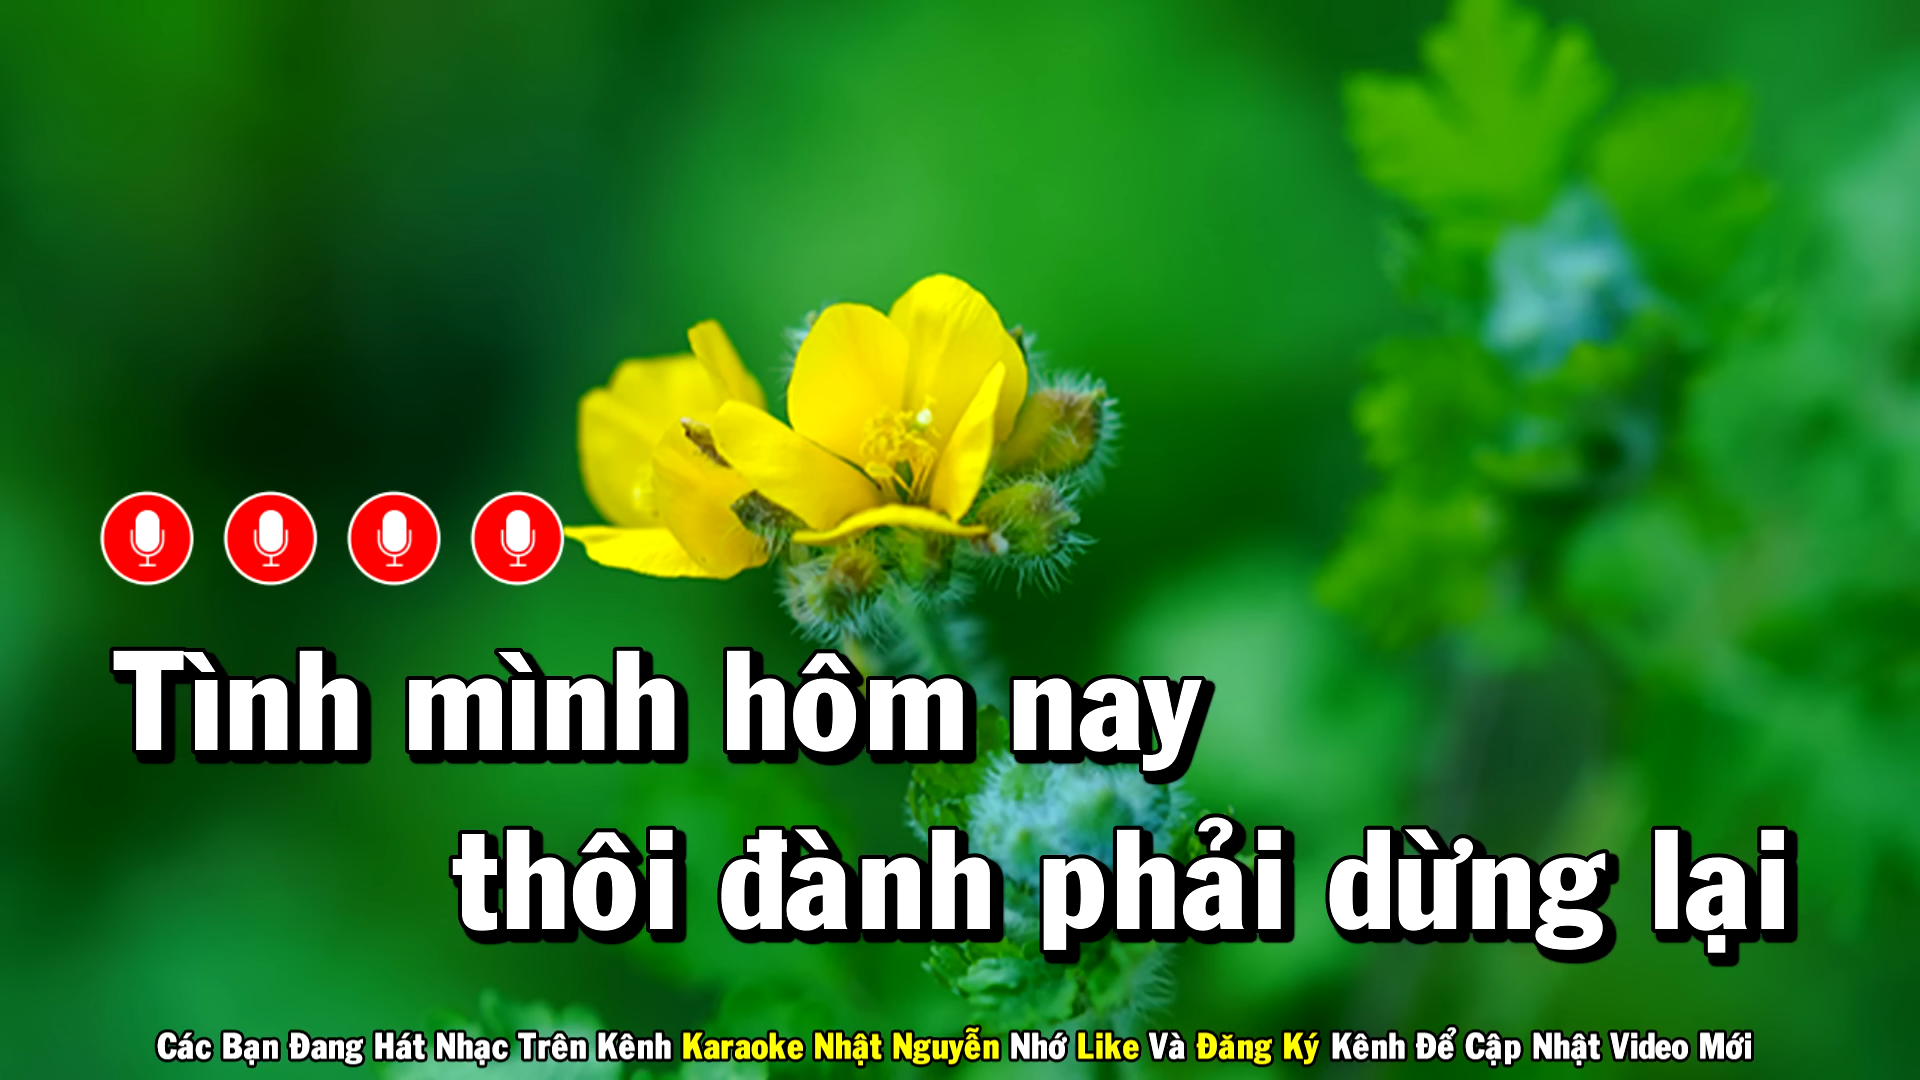 Tình mình hôm nay
thôi đành phải dừng lại
Các Bạn Đang Hát Nhạc Trên Kênh Karaoke Nhật Nguyễn Nhớ Like Và Đăng Ký Kênh Để Cập Nhật Video Mới